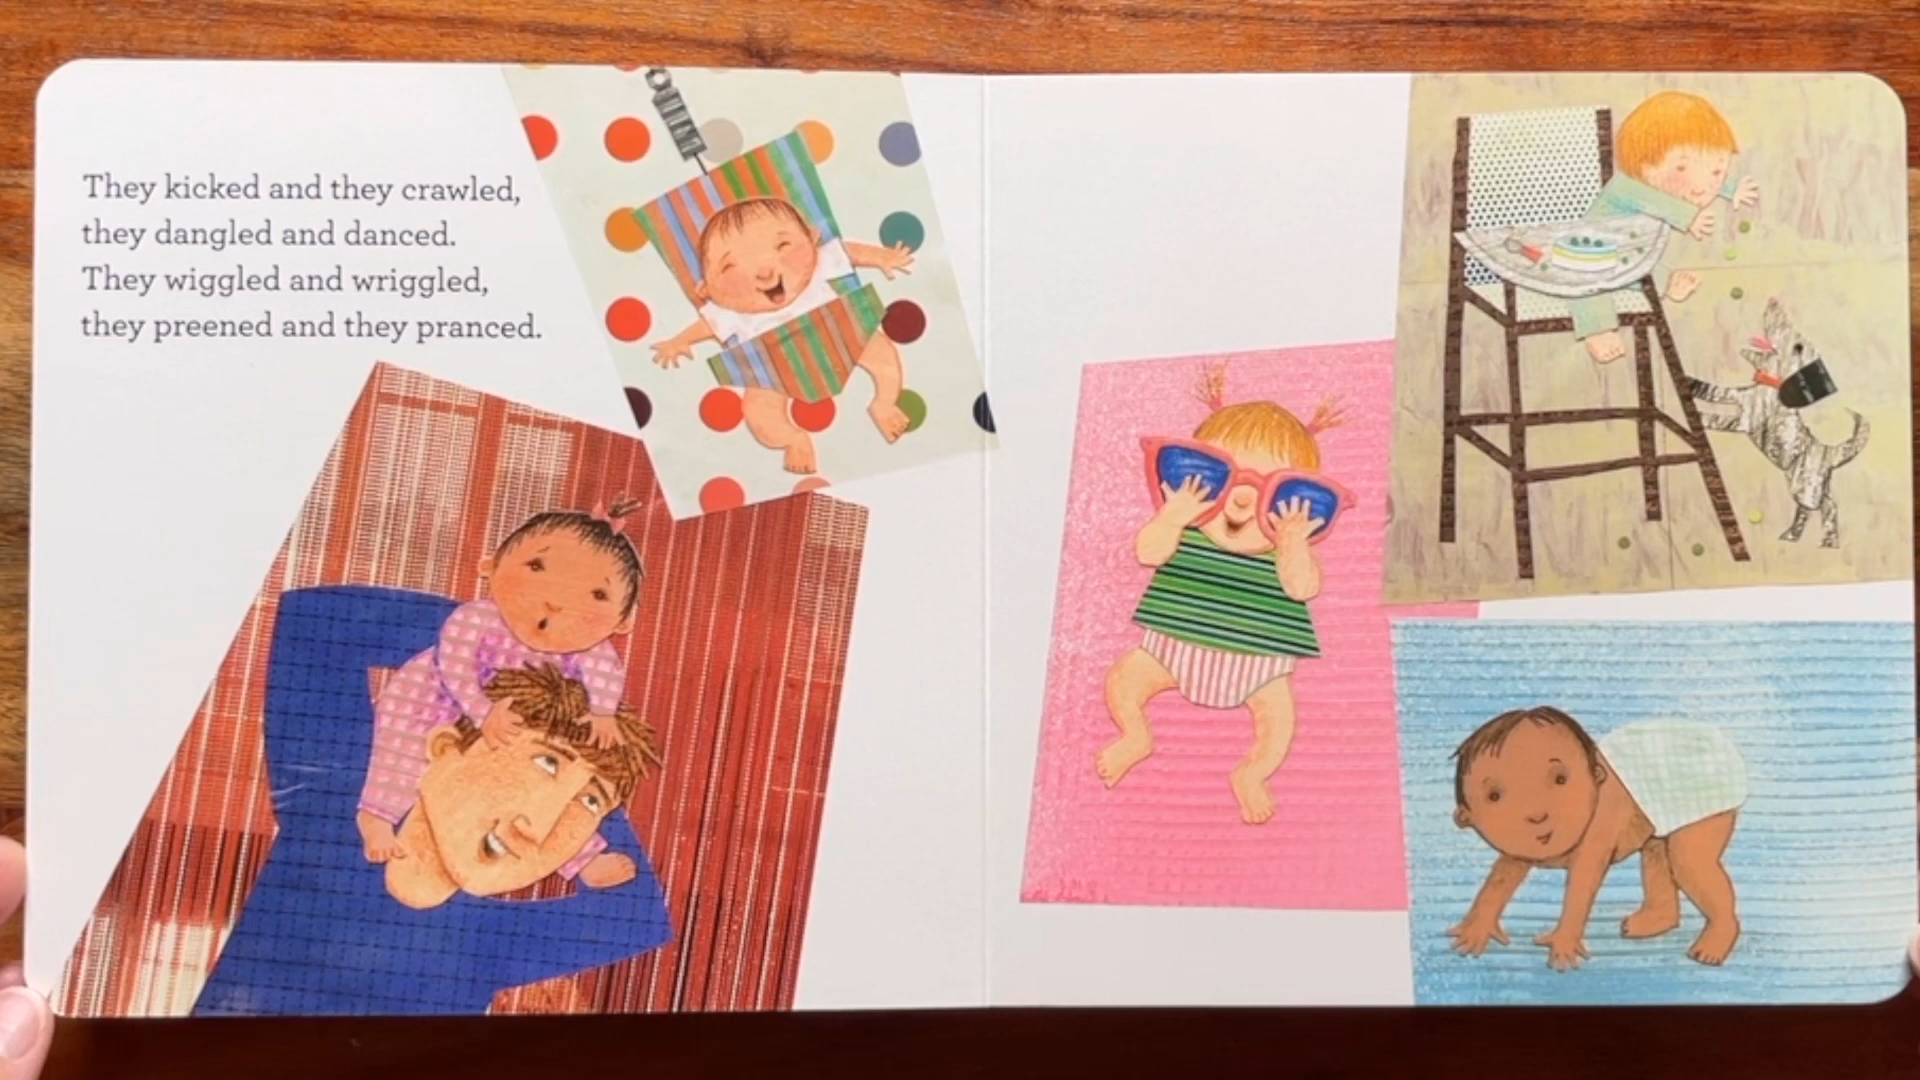 They kicked and they crawled,
they dangled and danced.
They wiggled and wriggled,
they preened and they pranced.